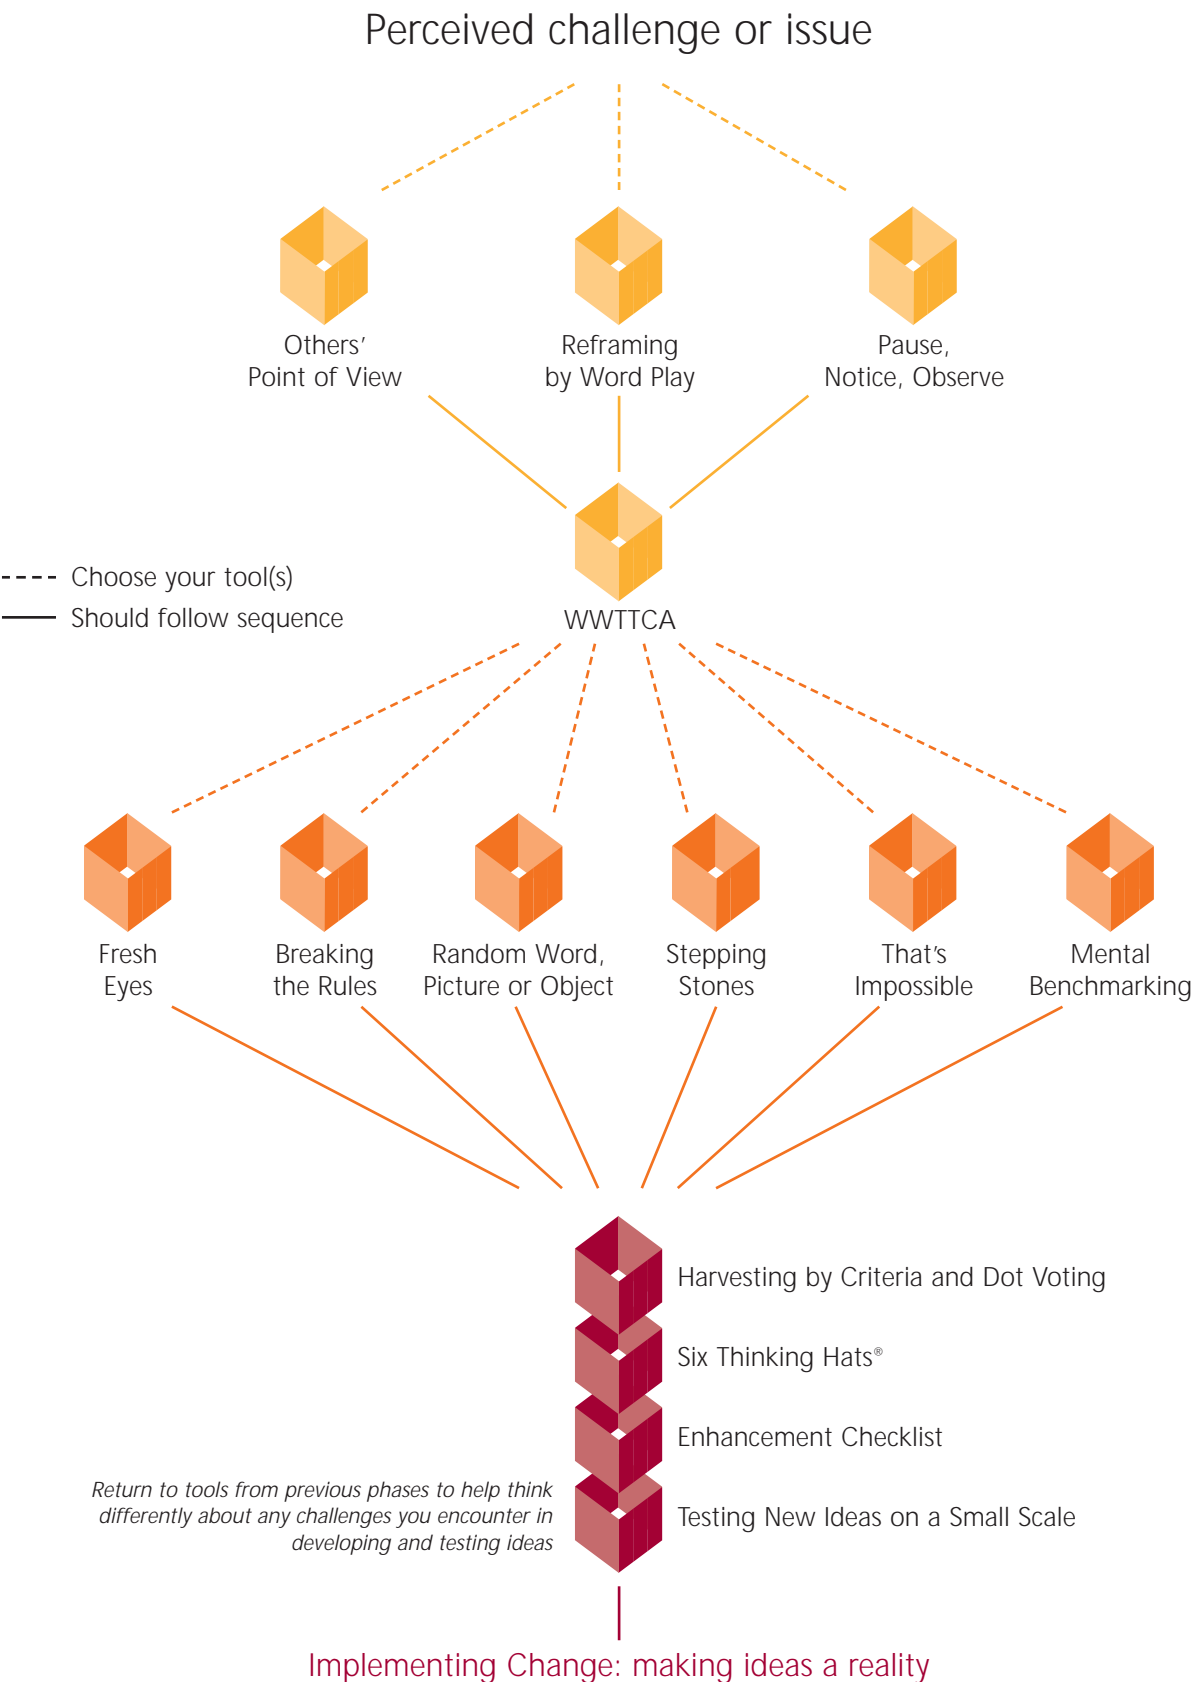 Perceived challenge or issue
Others’
Point of View
Reframing
by Word Play
Pause,
Notice, Observe
Choose your tool(s)
Should follow sequence
WWTTCA
Fresh
Eyes
Breaking
the Rules
Random Word,
Picture or Object
Stepping
Stones
That’s
Impossible
Mental
Benchmarking
Harvesting by Criteria and Dot Voting
Six Thinking Hats®
Enhancement Checklist
Return to tools from previous phases to help think
differently about any challenges you encounter in
developing and testing ideas
Testing New Ideas on a Small Scale
Implementing Change: making ideas a reality